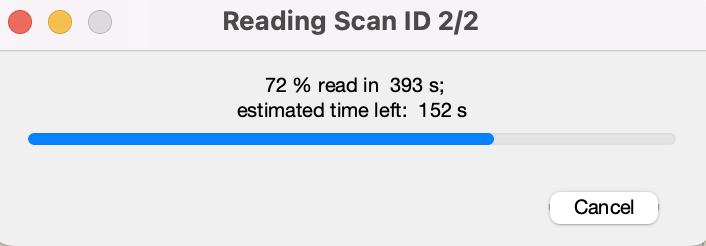 Reading Scan ID 2/2
72 % read in  393 s;
estimated time left:  152 s
Cancel